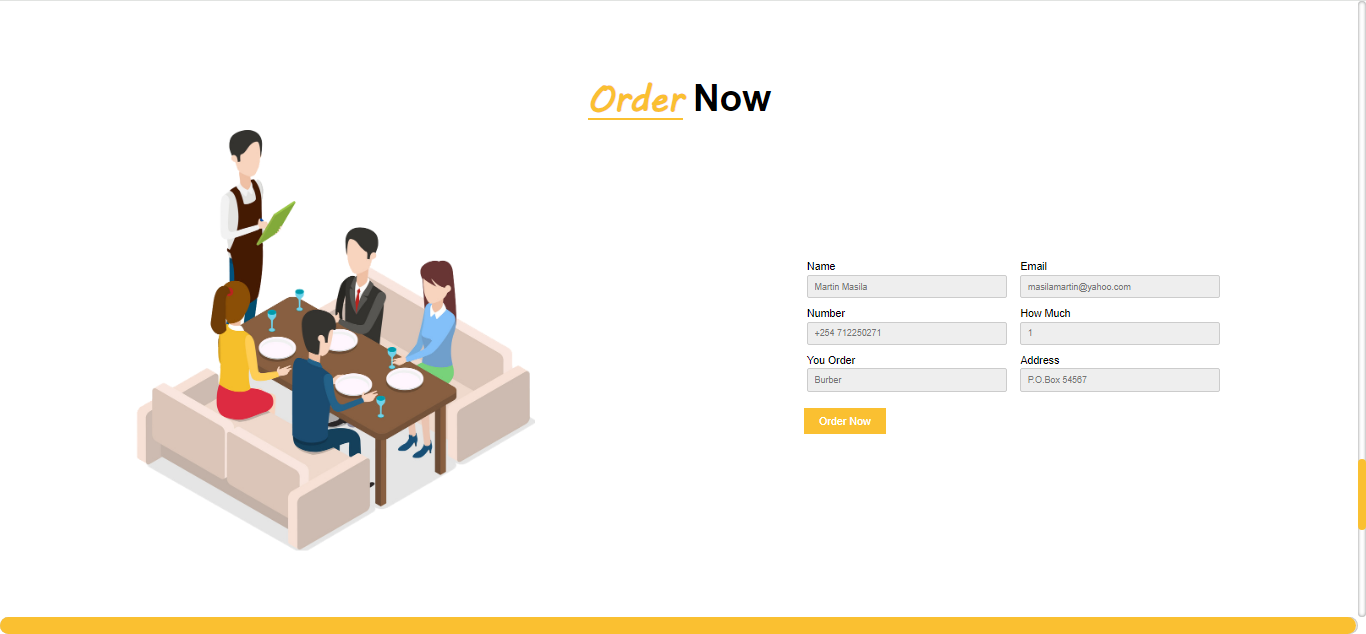 Order Now
Name Email
Martin Masila masilamartin@yahoo.com
Number How Much
+254 712250271 1
You Order Address
Burber P.O.Box 54567
Order Now